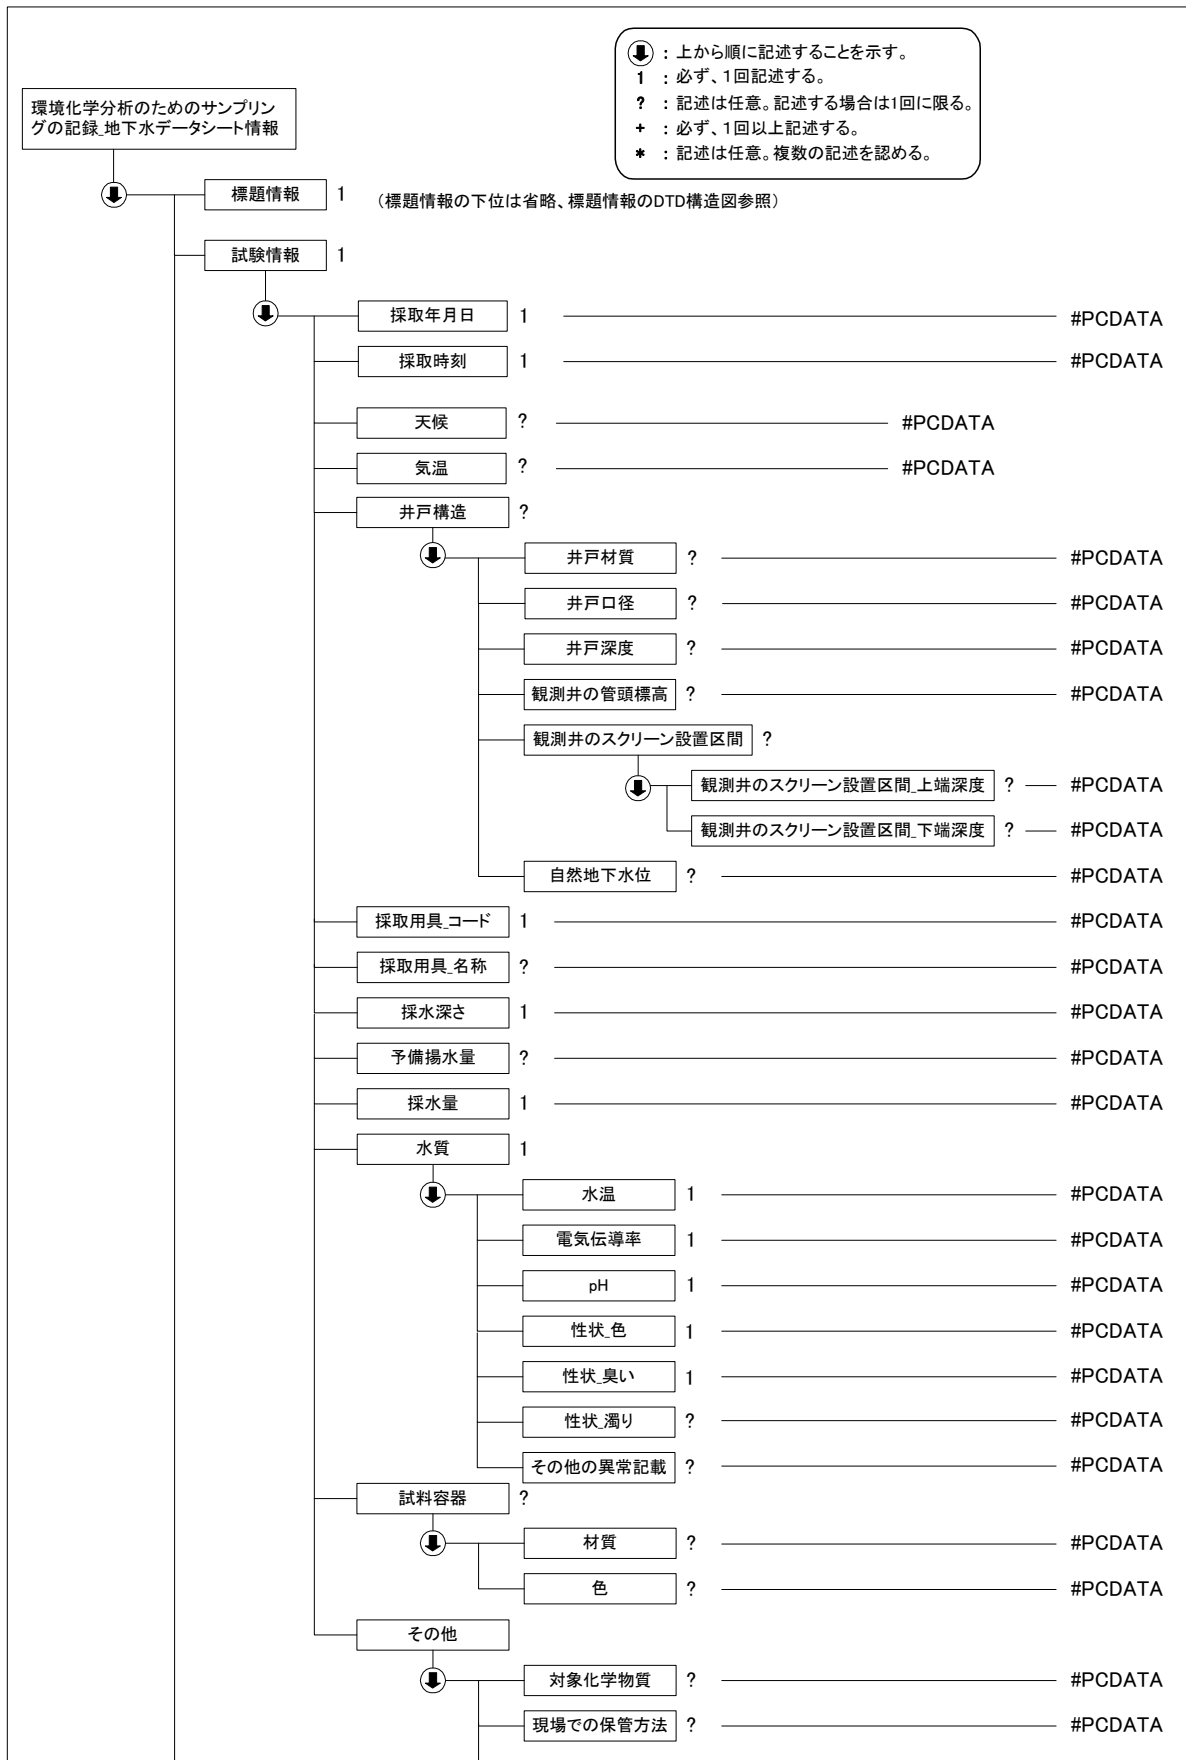 ：上から順に記述することを示す。
1 ：必ず、1回記述する。
? ：記述は任意。記述する場合は1回に限る。
+ ：必ず、1回以上記述する。
* ：記述は任意。複数の記述を認める。
環境化学分析のためのサンプリン
グの記録_地下水データシート情報
標題情報 1 （標題情報の下位は省略、標題情報のDTD構造図参照）
試験情報 1
採取年月日 1 #PCDATA
採取時刻 1 #PCDATA
天候 ? #PCDATA
気温 ? #PCDATA
井戸構造 ?
井戸材質 ? #PCDATA
井戸口径 ? #PCDATA
井戸深度 ? #PCDATA
観測井の管頭標高 ? #PCDATA
観測井のスクリーン設置区間 ?
観測井のスクリーン設置区間_上端深度 ? #PCDATA
観測井のスクリーン設置区間_下端深度 ? #PCDATA
自然地下水位 ? #PCDATA
採取用具_コード 1 #PCDATA
採取用具_名称 ? #PCDATA
採水深さ 1 #PCDATA
予備揚水量 ? #PCDATA
採水量 1 #PCDATA
水質 1
水温 1 #PCDATA
電気伝導率 1 #PCDATA
pH 1 #PCDATA
性状_色 1 #PCDATA
性状_臭い 1 #PCDATA
性状_濁り ? #PCDATA
その他の異常記載 ? #PCDATA
試料容器 ?
材質 ? #PCDATA
色 ? #PCDATA
その他
対象化学物質 ? #PCDATA
現場での保管方法 ? #PCDATA